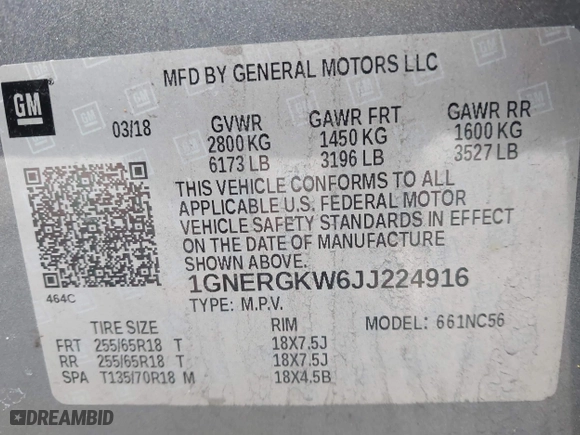 GM
MFD BY GENERAL MOTORS LLC
03/18 GVWR GAWR FRT GAWR RR
2800 KG 1450 KG 1600 KG
6173 LB 3196 LB 3527 LB
THIS VEHICLE CONFORMS TO ALL
APPLICABLE U.S. FEDERAL MOTOR
VEHICLE SAFETY STANDARDS IN EFFECT
ON THE DATE OF MANUFACTURE
SHOWN ABOVE.
464C
1GNERGKW6JJ224916
TYPE: M.P.V.
TIRE SIZE RIM MODEL: 661NC56
FRT 255/65R18 T 18X7.5J
RR 255/65R18 T 18X7.5J
SPA T135/70R18 M 18X4.5B
DREAMBID